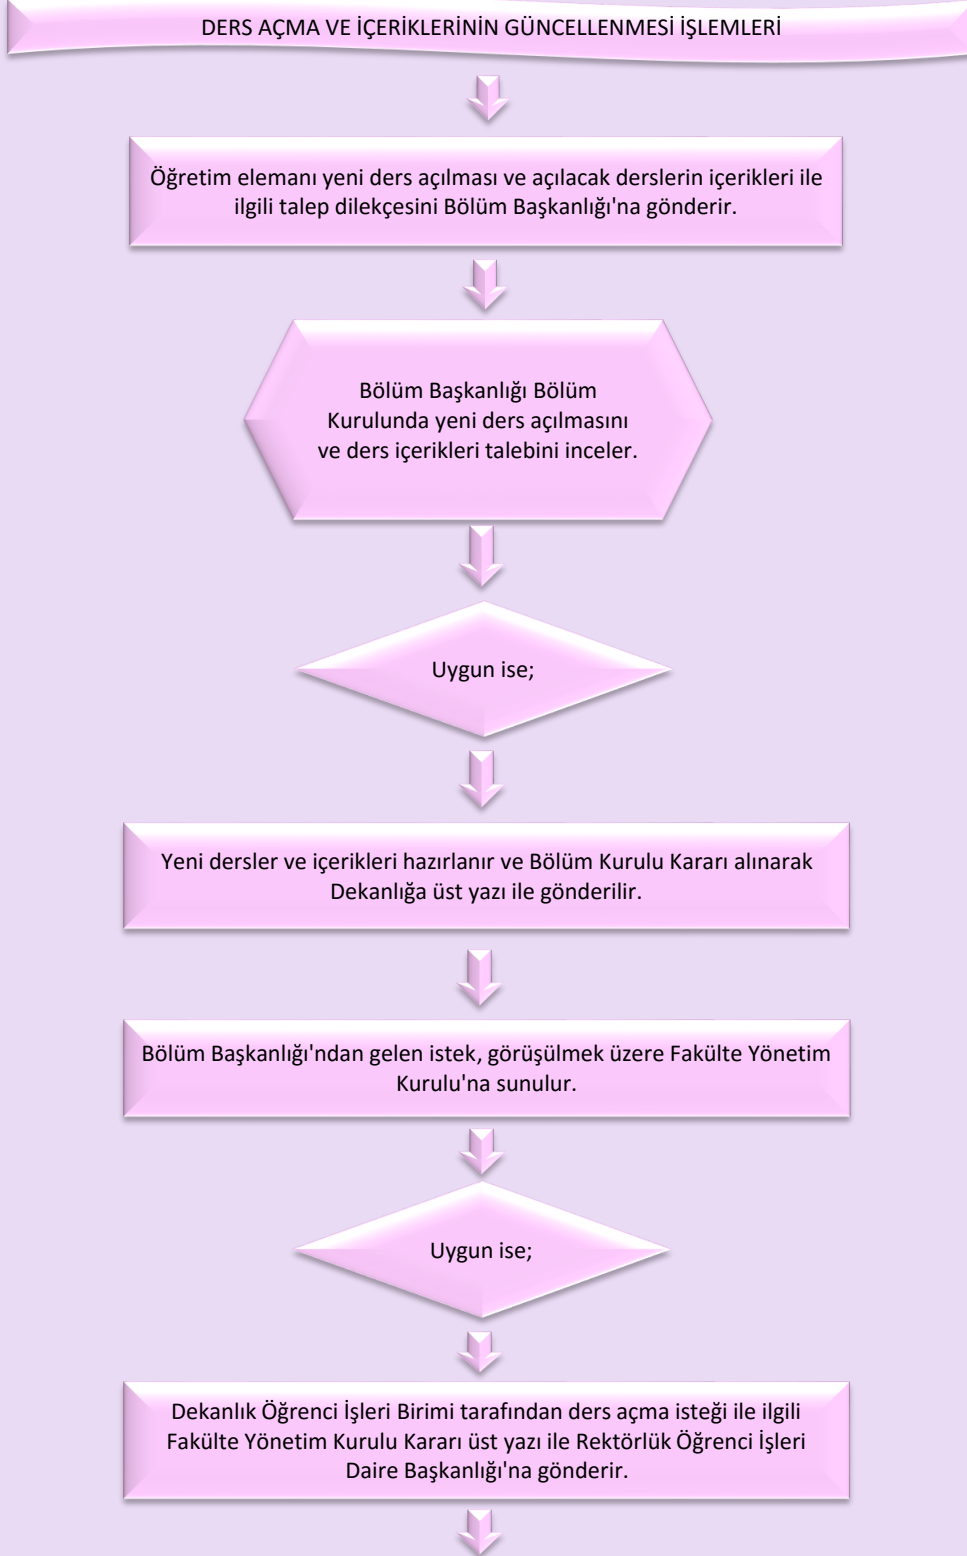 DERS AÇMA VE İÇERİKLERİNİN GÜNCELLENMESİ İŞLEMLERİ
Öğretim elemanı yeni ders açılması ve açılacak derslerin içerikleri ile
ilgili talep dilekçesini Bölüm Başkanlığı'na gönderir.
Bölüm Başkanlığı Bölüm
Kurulunda yeni ders açılmasını
ve ders içerikleri talebini inceler.
Uygun ise;
Yeni dersler ve içerikleri hazırlanır ve Bölüm Kurulu Kararı alınarak
Dekanlığa üst yazı ile gönderilir.
Bölüm Başkanlığı'ndan gelen istek, görüşülmek üzere Fakülte Yönetim
Kurulu'na sunulur.
Uygun ise;
Dekanlık Öğrenci İşleri Birimi tarafından ders açma isteği ile ilgili
Fakülte Yönetim Kurulu Kararı üst yazı ile Rektörlük Öğrenci İşleri
Daire Başkanlığı'na gönderir.